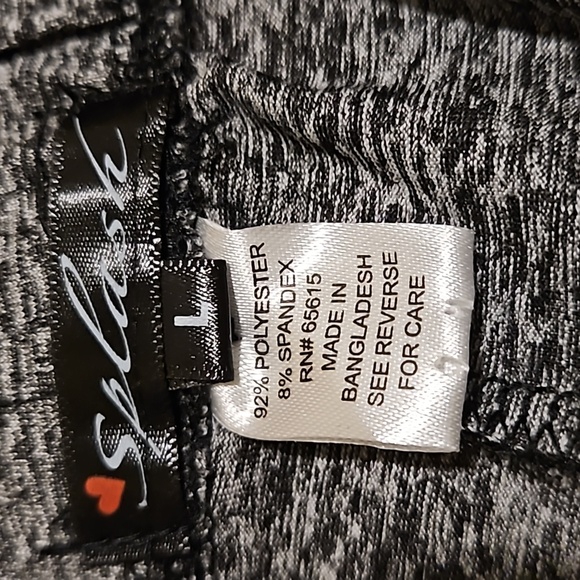 Splash
L
92% POLYESTER
8% SPANDEX
RN# 65615
MADE IN
BANGLADESH
SEE REVERSE
FOR CARE